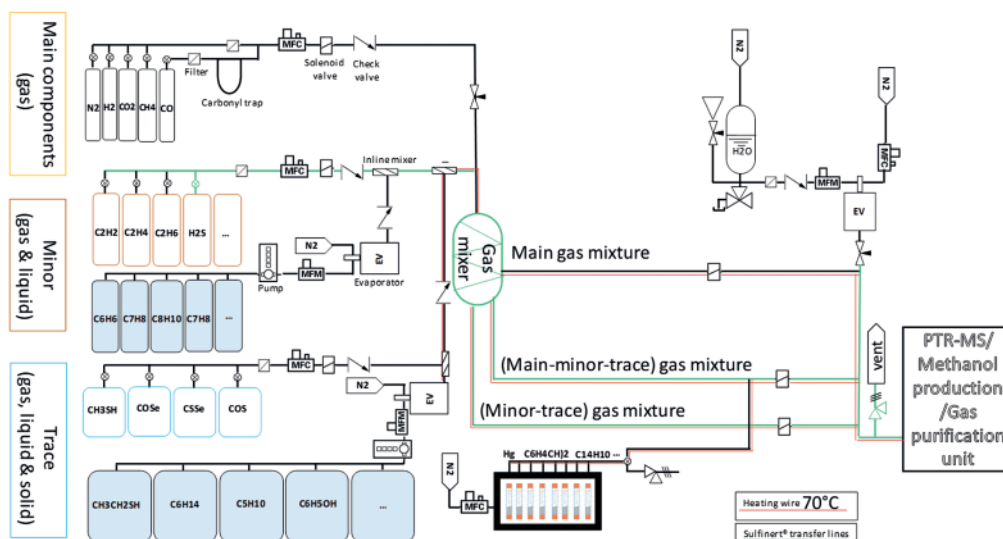 Main components
(gas)
N2
H2
CO2
CH4
CO
Filter
Carbonyl trap
MFC
Solenoid
valve
Check
valve
N2
H2O
N2
MFC
MFM
EV
Minor
(gas & liquid)
C2H2
C2H4
C2H6
H2S
...
MFC
Inline mixer
N2
EV
Evaporator
MFM
Pump
C6H6
C7H8
C8H10
C7H8
...
Gas
mixer
Main gas mixture
(Main-minor-trace) gas mixture
(Minor-trace) gas mixture
vent
PTR-MS/
Methanol
production
/Gas
purification
unit
Trace
(gas, liquid & solid)
CH3SH
COSe
CSSe
COS
MFC
N2
EV
MFM
CH3CH2SH
C6H14
C5H10
C6H5OH
...
N2
MFC
Hg
C6H4CH)2
C14H10 ...
Heating wire 70°C
Sulfinert® transfer lines